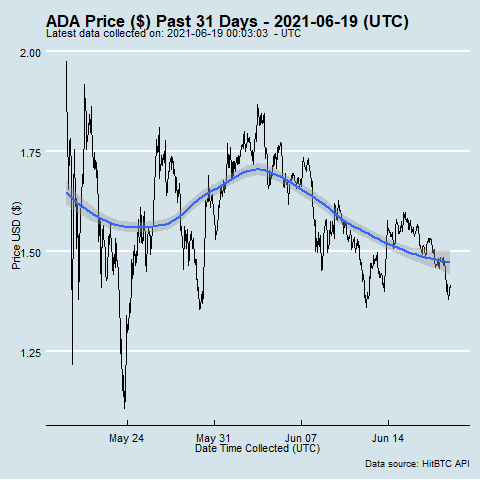 ADA Price ($) Past 31 Days - 2021-06-19 (UTC)
Latest data collected on: 2021-06-19 00:03:03 - UTC
2.00
1.75
1.50
1.25
Price USD ($)
May 24 May 31 Jun 07 Jun 14
Date Time Collected (UTC)
Data source: HitBTC API